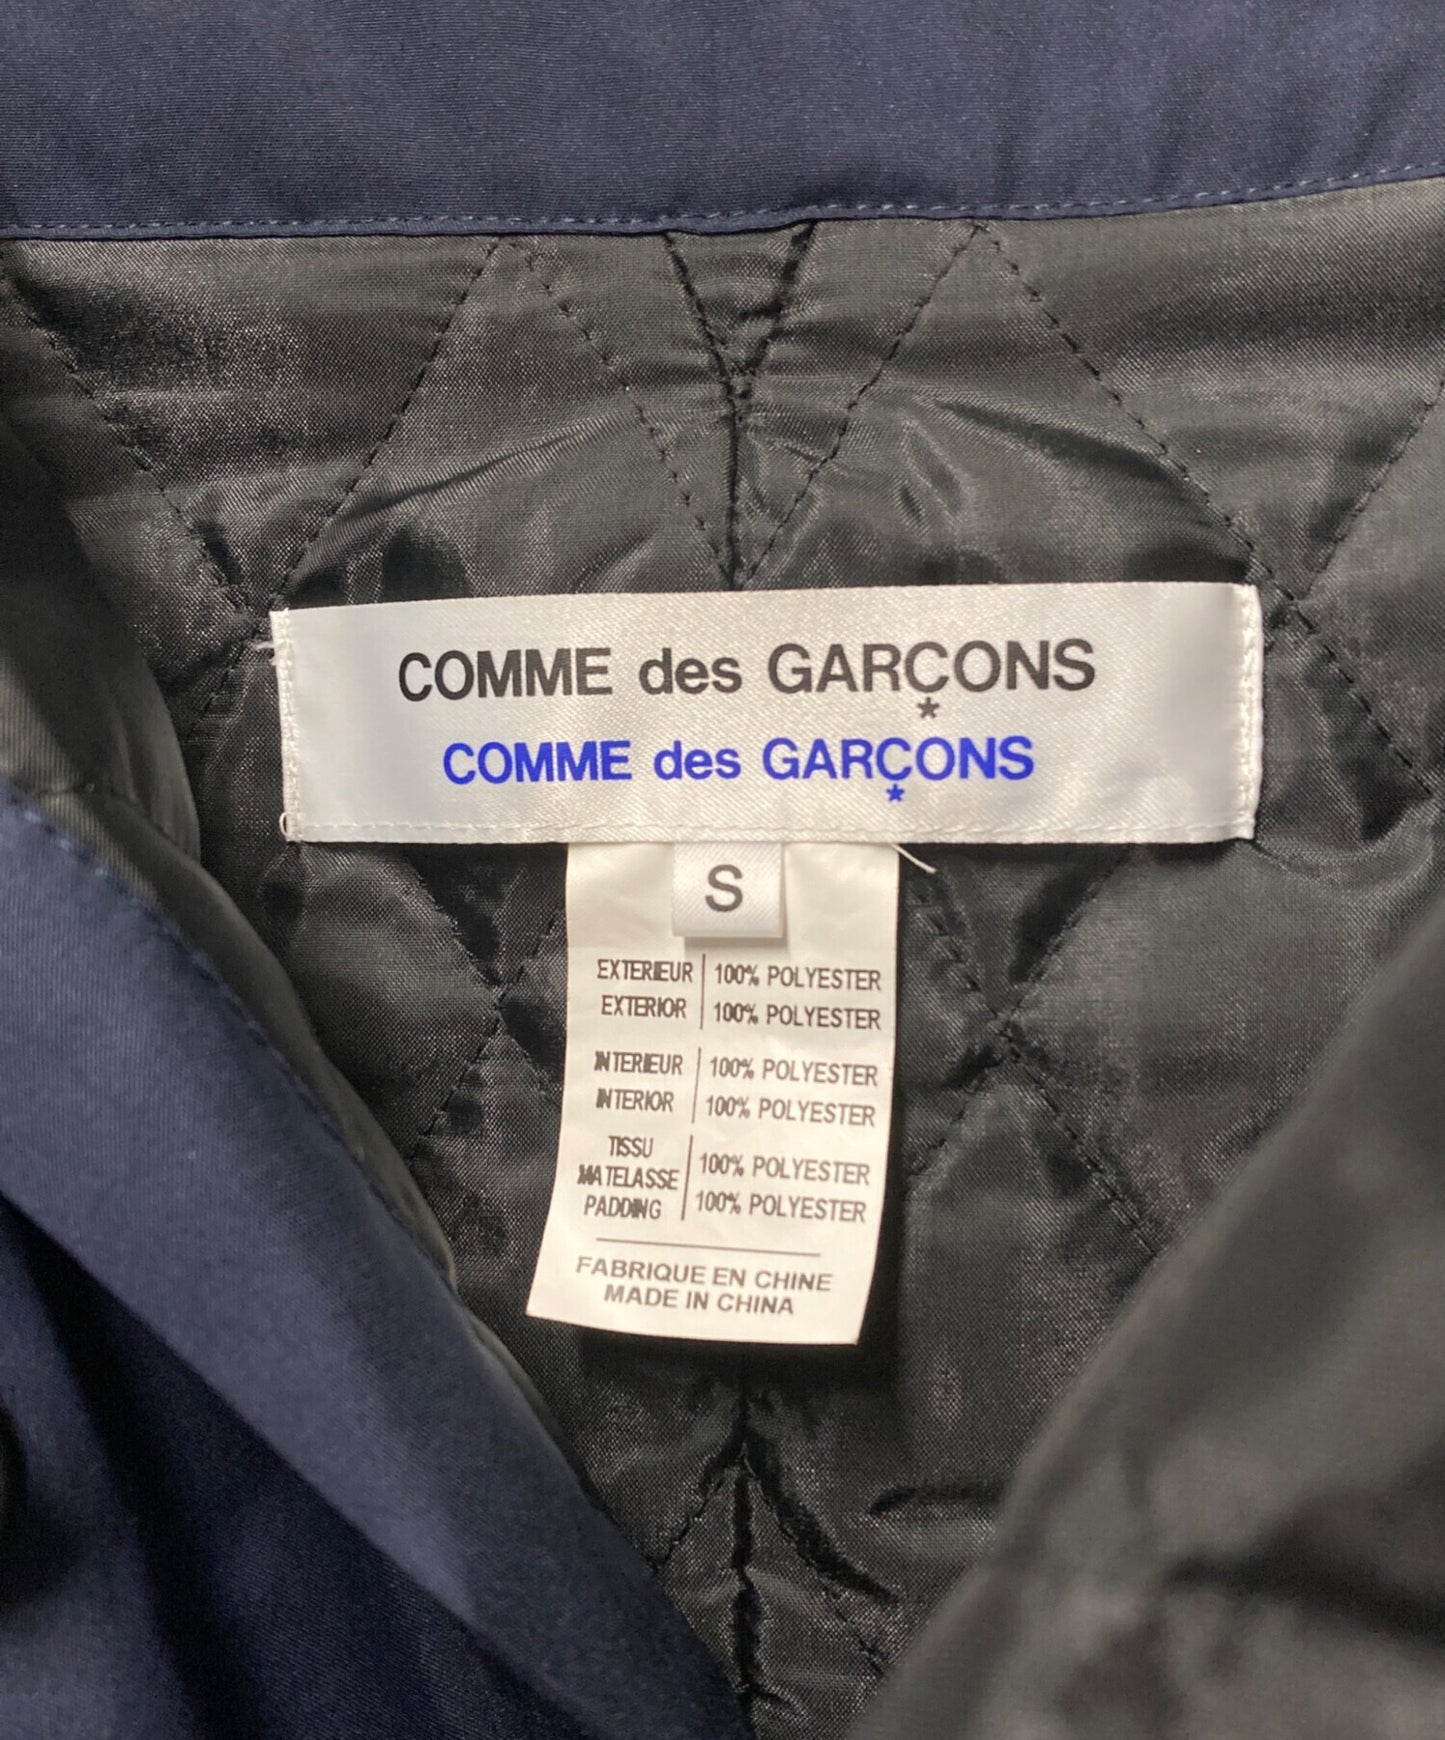 COMME des GARÇONS
*
COMME des GARÇONS
*
S
EXTERIEUR 100% POLYESTER
EXTERIOR 100% POLYESTER
INTERIEUR 100% POLYESTER
INTERIOR 100% POLYESTER
TISSU
MATELASSE 100% POLYESTER
PADDING 100% POLYESTER
FABRIQUE EN CHINE
MADE IN CHINA